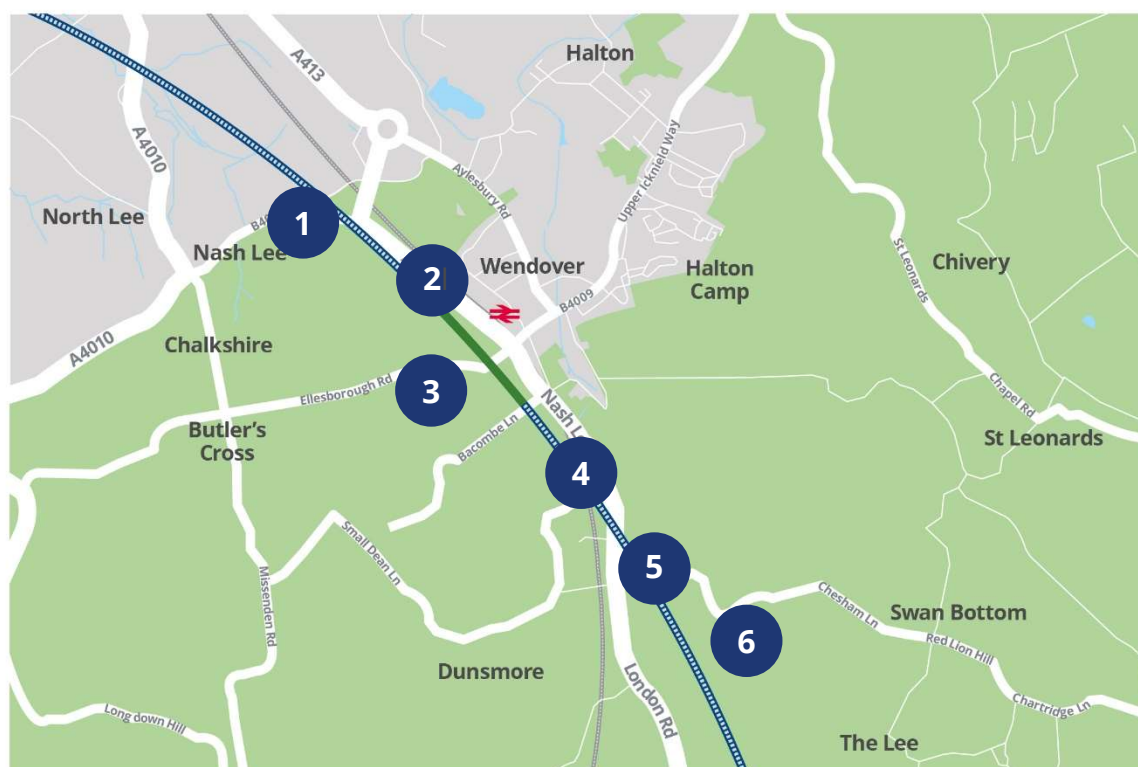 Halton
A413
A4010
Aylesbury Rd
Upper Icknield Way
North Lee
1
Nash Lee
St Leonards
Chivery
2
Wendover
Halton
Camp
B4009
A4010
Chalkshire
3
Ellesborough Rd
Chapel Rd
Butler's
Cross
Bacombe Ln
St Leonards
4
Small Dean Ln
5
Missenden Rd
Chesham Ln
Swan Bottom
6
Red Lion Hill
Dunsmore
London Rd
Chartridge Ln
Longdown Hill
The Lee